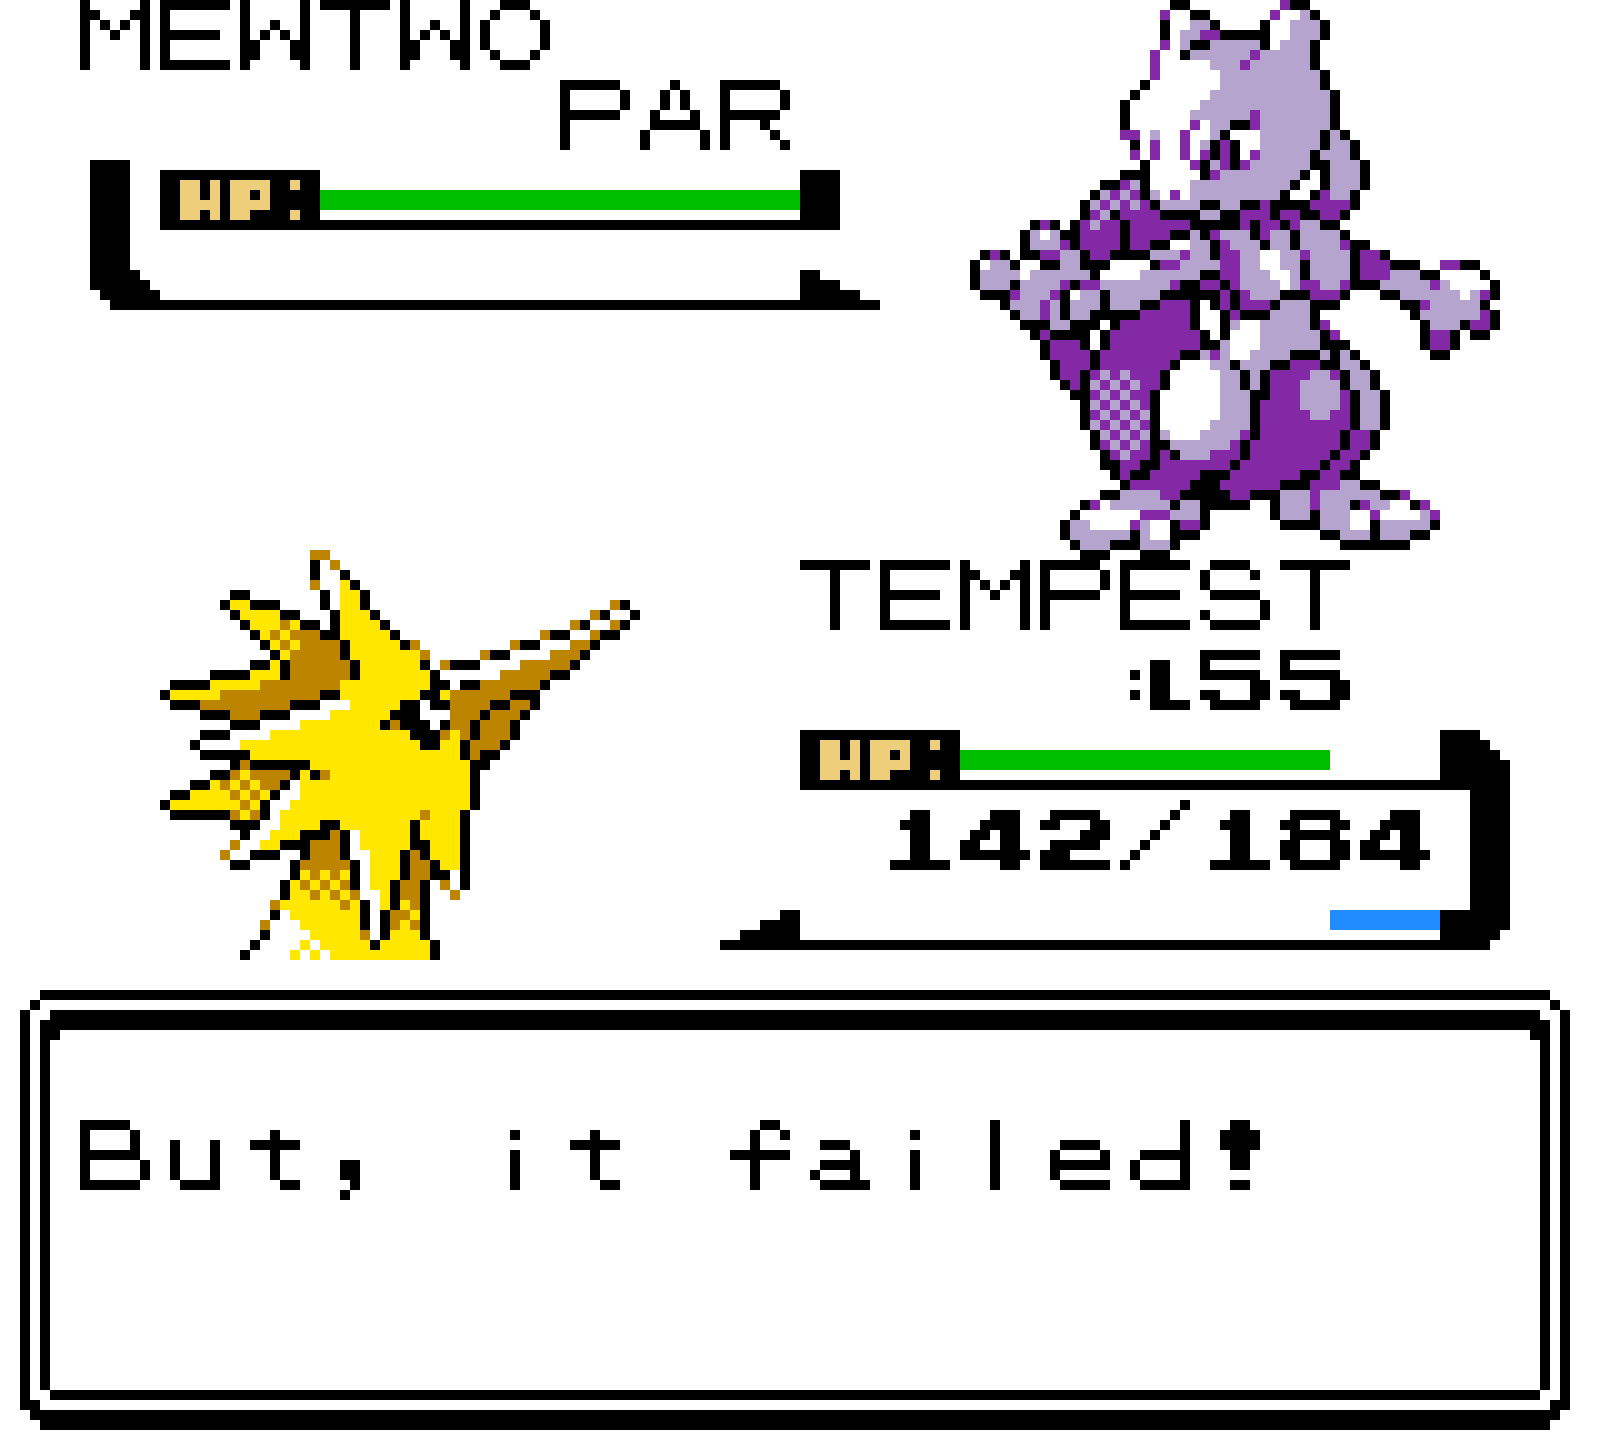 MEWTWO
PAR
HP:
TEMPEST
:L55
HP:
142/184
But, it failed!